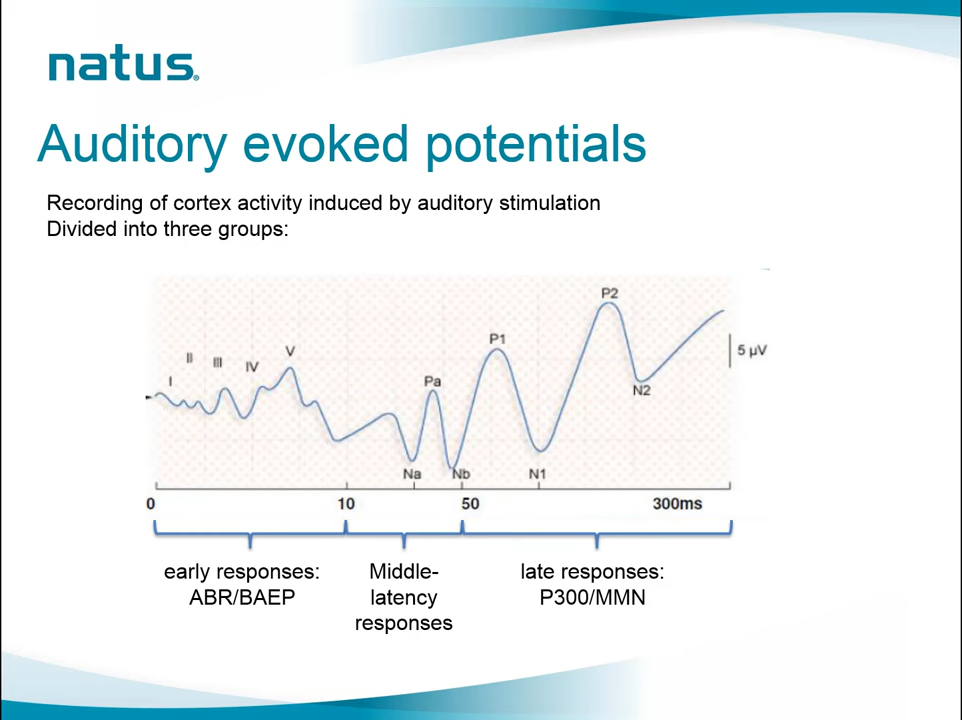 natus®
Auditory evoked potentials
Recording of cortex activity induced by auditory stimulation
Divided into three groups:
P2
P1
5 µV
V
II
III
IV
I
Pa
N2
Na
Nb
N1
0 10 50 300ms
early responses:
ABR/BAEP
Middle-
latency
responses
late responses:
P300/MMN